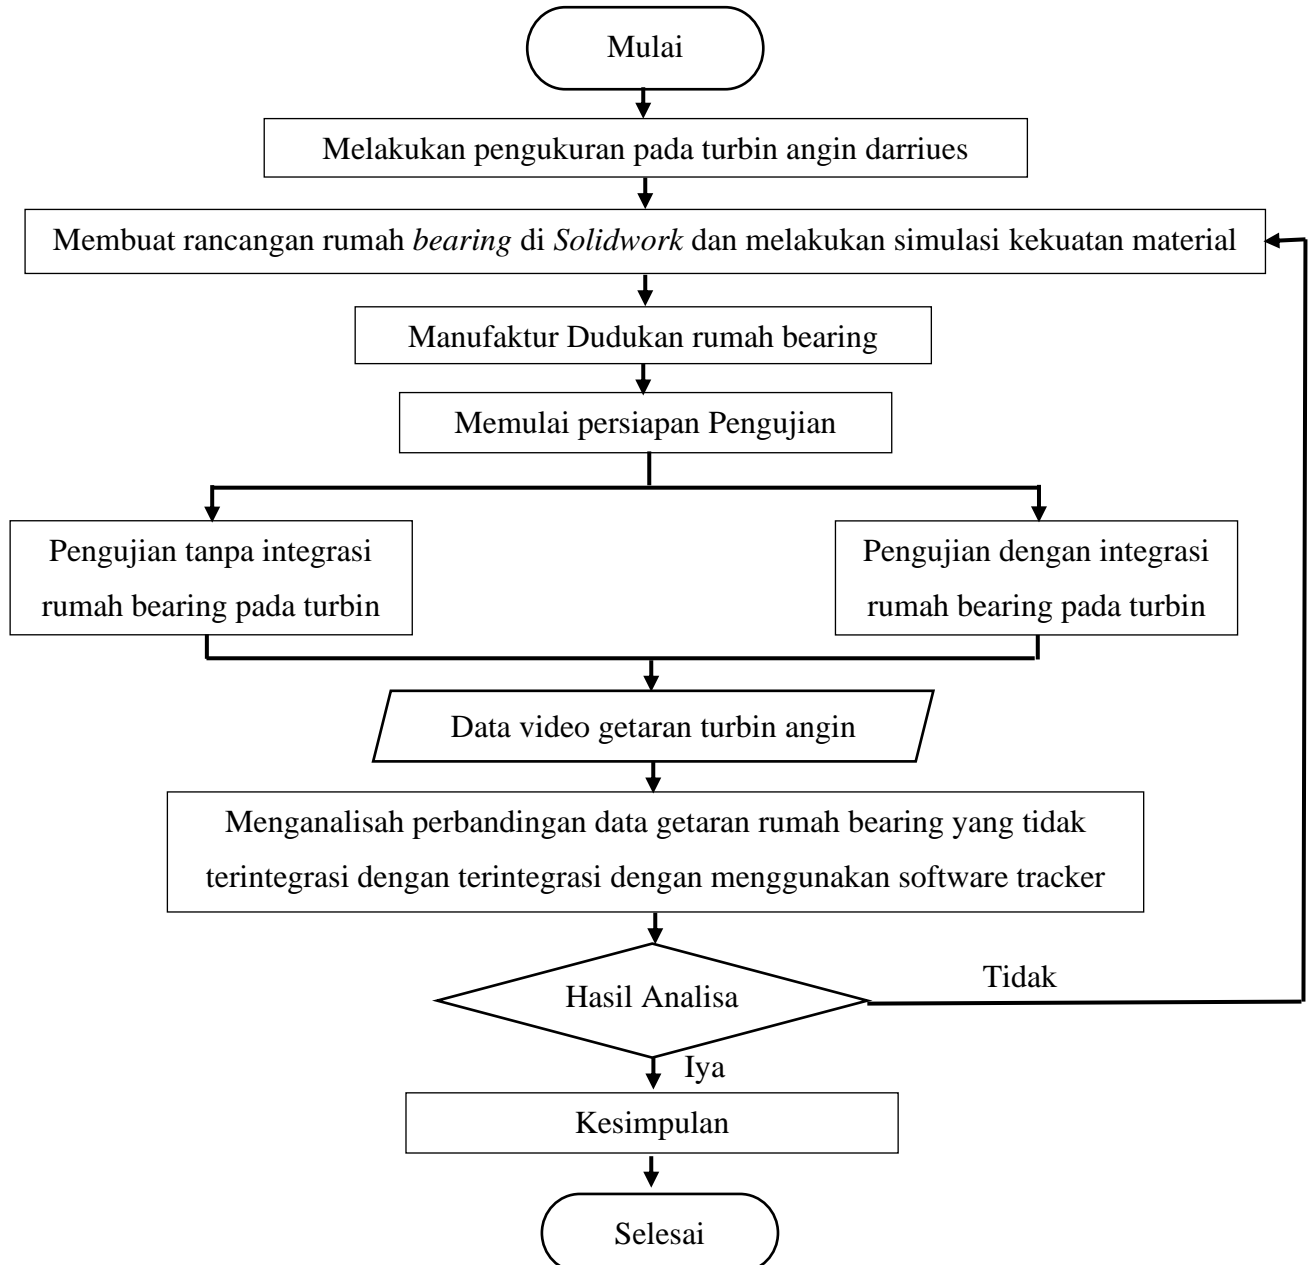 Mulai
Melakukan pengukuran pada turbin angin darriues
Membuat rancangan rumah bearing di Solidwork dan melakukan simulasi kekuatan material
Manufaktur Dudukan rumah bearing
Memulai persiapan Pengujian
Pengujian tanpa integrasi
rumah bearing pada turbin
Pengujian dengan integrasi
rumah bearing pada turbin
Data video getaran turbin angin
Menganalisah perbandingan data getaran rumah bearing yang tidak
terintegrasi dengan terintegrasi dengan menggunakan software tracker
Hasil Analisa
Tidak
Iya
Kesimpulan
Selesai